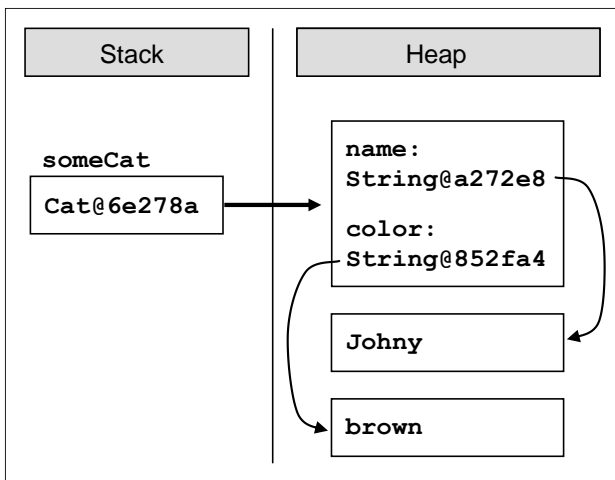 Stack
Heap
someCat
Cat@6e278a
name:
String@a272e8
color:
String@852fa4
Johny
brown